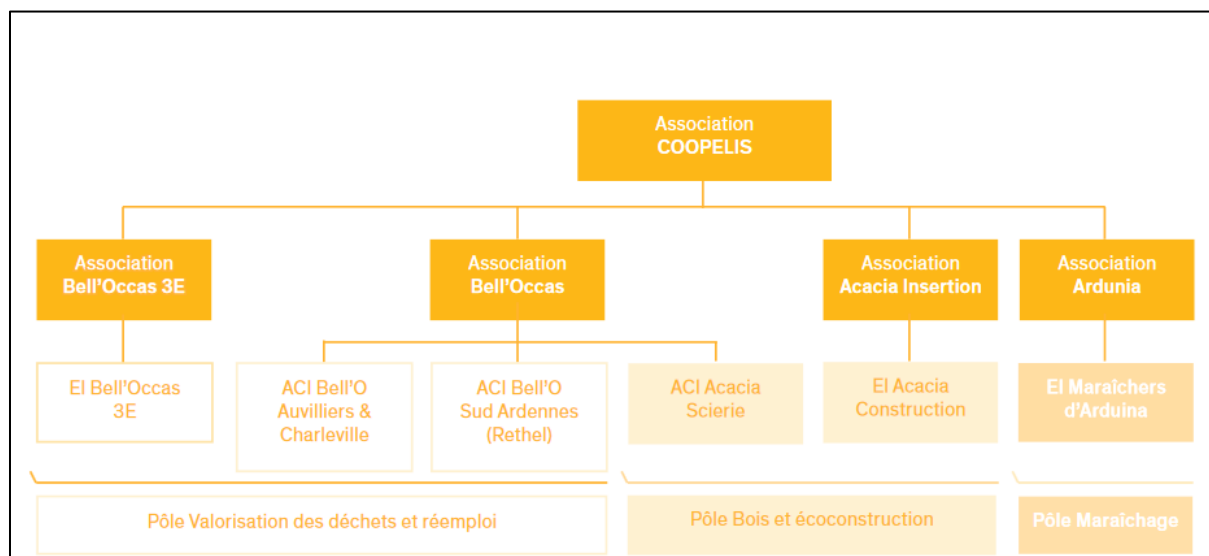 Association
COOPELIS
Association
Bell'Occas 3E
Association
Bell'Occas
Association
Acacia Insertion
Association
Ardunia
EI Bell'Occas
3E
ACI Bell'O
Auvilliers &
Charleville
ACI Bell'O
Sud Ardennes
(Rethel)
ACI Acacia
Scierie
EI Acacia
Construction
EI Maraîchers
d'Arduina
Pôle Valorisation des déchets et réemploi
Pôle Bois et écoconstruction
Pôle Maraîchage